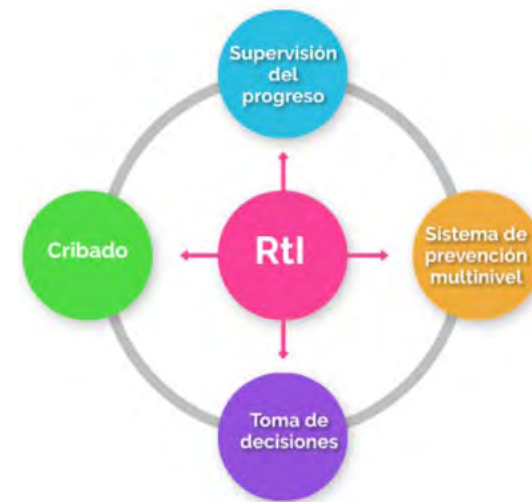 Supervisión
del
progreso
Cribado
RtI
Sistema de
prevención
multinivel
Toma de
decisiones